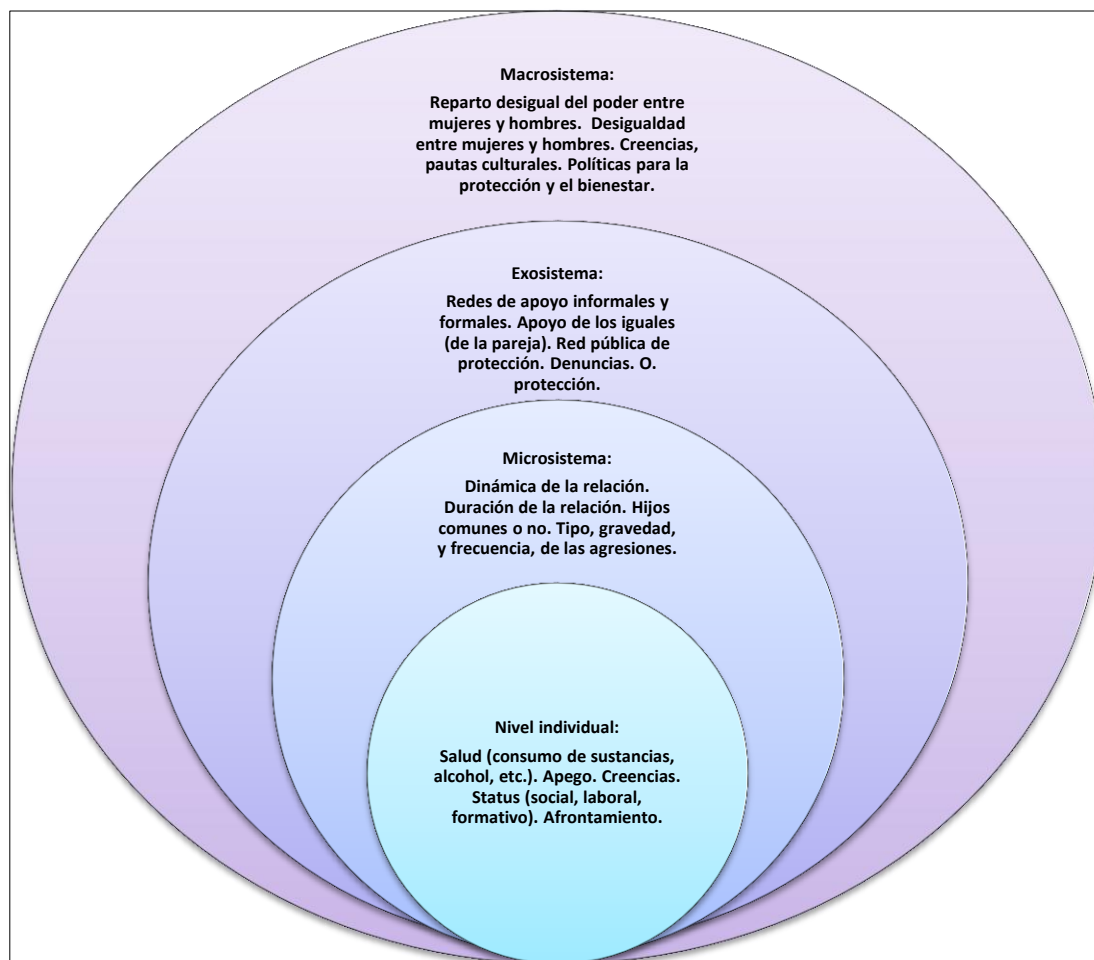 Macrosistema:
Reparto desigual del poder entre
mujeres y hombres. Desigualdad
entre mujeres y hombres. Creencias,
pautas culturales. Políticas para la
protección y el bienestar.
Exosistema:
Redes de apoyo informales y
formales. Apoyo de los iguales
(de la pareja). Red pública de
protección. Denuncias. O.
protección.
Microsistema:
Dinámica de la relación.
Duración de la relación. Hijos
comunes o no. Tipo, gravedad,
y frecuencia, de las agresiones.
Nivel individual:
Salud (consumo de sustancias,
alcohol, etc.). Apego. Creencias.
Status (social, laboral,
formativo). Afrontamiento.